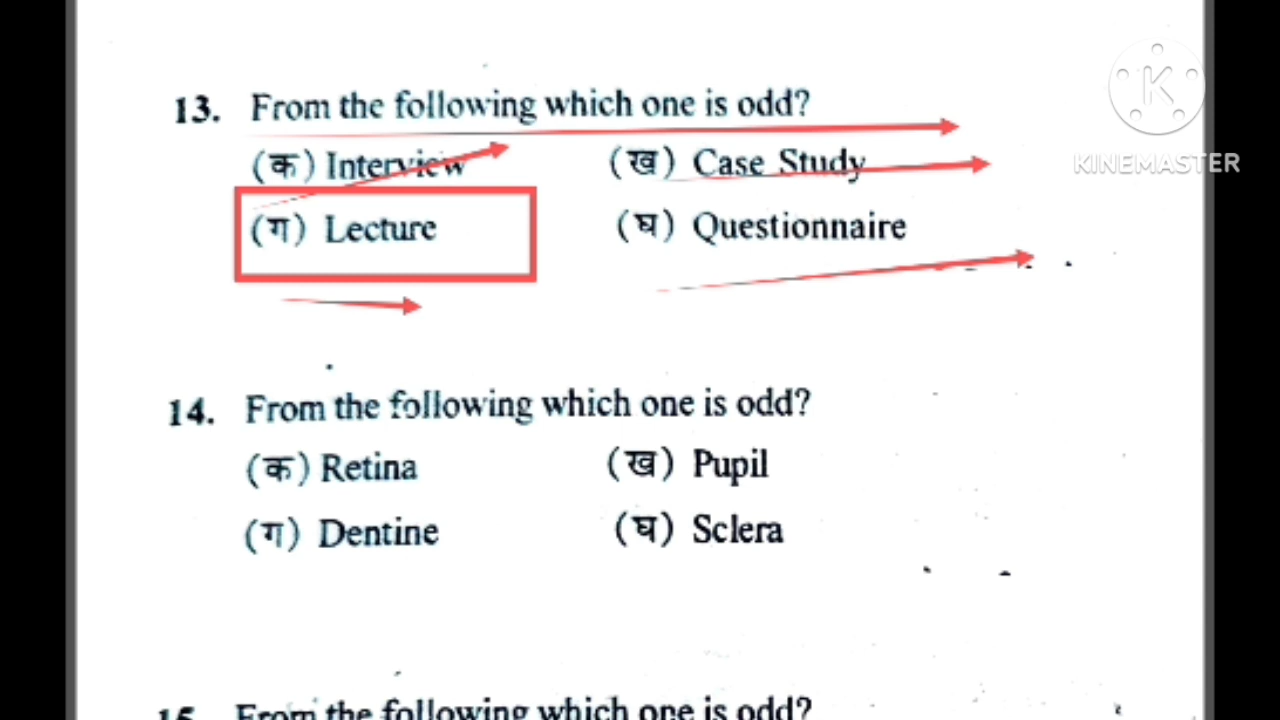 13. From the following which one is odd?
(क) Interview (ख) Case Study
(ग) Lecture (घ) Questionnaire
14. From the following which one is odd?
(क) Retina (ख) Pupil
(ग) Dentine (घ) Sclera
15. From the following which one is odd?
KINEMASTER